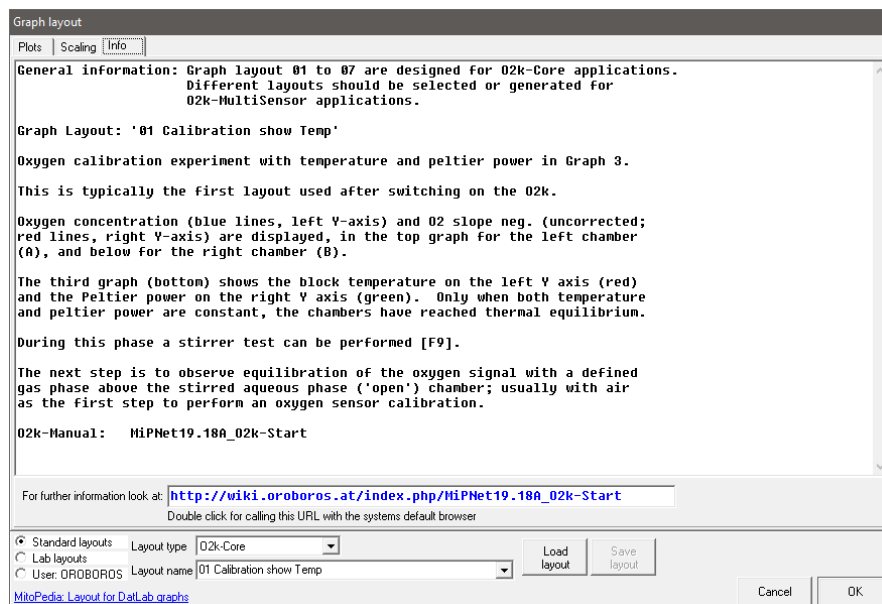 Graph layout
Plots Scaling Info
General information: Graph layout 01 to 07 are designed for O2k-Core applications.
Different layouts should be selected or generated for
O2k-MultiSensor applications.
Graph Layout: '01 Calibration show Temp'
Oxygen calibration experiment with temperature and peltier power in Graph 3.
This is typically the first layout used after switching on the O2k.
Oxygen concentration (blue lines, left Y-axis) and O2 slope neg. (uncorrected;
red lines, right Y-axis) are displayed, in the top graph for the left chamber
(A), and below for the right chamber (B).
The third graph (bottom) shows the block temperature on the left Y axis (red)
and the Peltier power on the right Y axis (green).  Only when both temperature
and peltier power are constant, the chambers have reached thermal equilibrium.
During this phase a stirrer test can be performed [F9].
The next step is to observe equilibration of the oxygen signal with a defined
gas phase above the stirred aqueous phase ('open') chamber; usually with air
as the first step to perform an oxygen sensor calibration.
O2k-Manual:   MiPNet19.18A_O2k-Start
For further information look at: http://wiki.oroboros.at/index.php/MiPNet19.18A_O2k-Start
Double click for calling this URL with the systems default browser
Standard layouts Layout type O2k-Core
Lab layouts
User: OROBOROS Layout name 01 Calibration show Temp
Load layout
Save layout
MitoPedia: Layout for DatLab graphs
Cancel OK